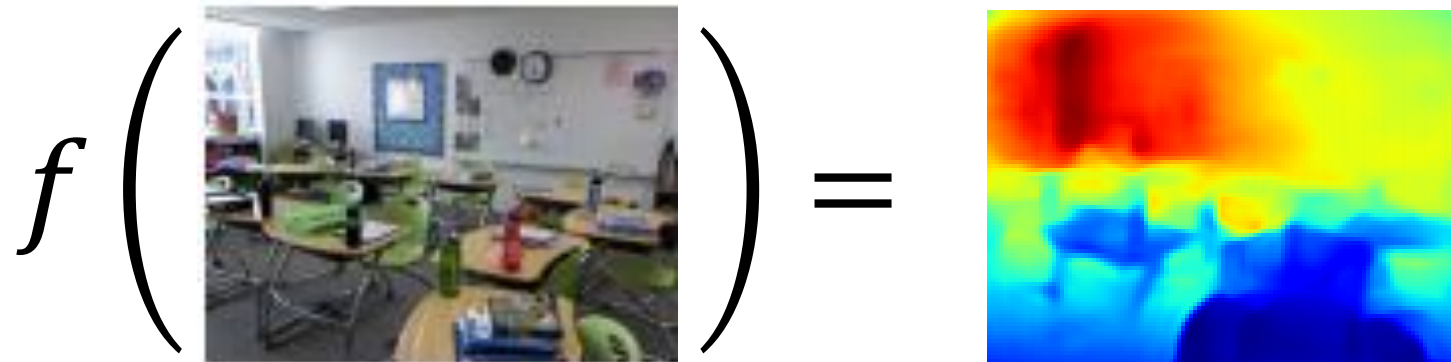 f ( ) =